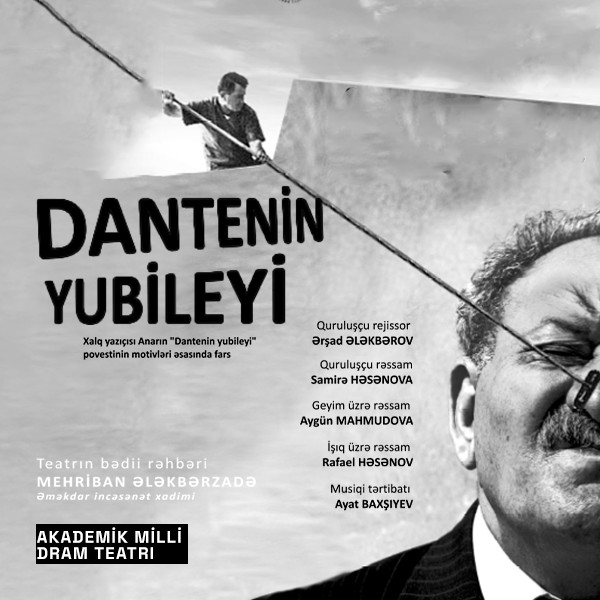 DANTENİN
YUBİLEYİ
Xalq yazıçısı Anarın "Dantenin yubileyi"
povestinin motivləri əsasında fars
Quruluşçu rejissor
Ərşad ƏLƏKBƏROV
Quruluşçu rəssam
Samirə HƏSƏNOVA
Geyim üzrə rəssam
Aygün MAHMUDOVA
İşıq üzrə rəssam
Rafael HƏSƏNOV
Musiqi tərtibatı
Ayat BAXŞIYEV
Teatrın bədii rəhbəri
MEHRİBAN ƏLƏKBƏRZADƏ
Əməkdar incəsənət xadimi
AKADEMİK MİLLİ
DRAM TEATRI